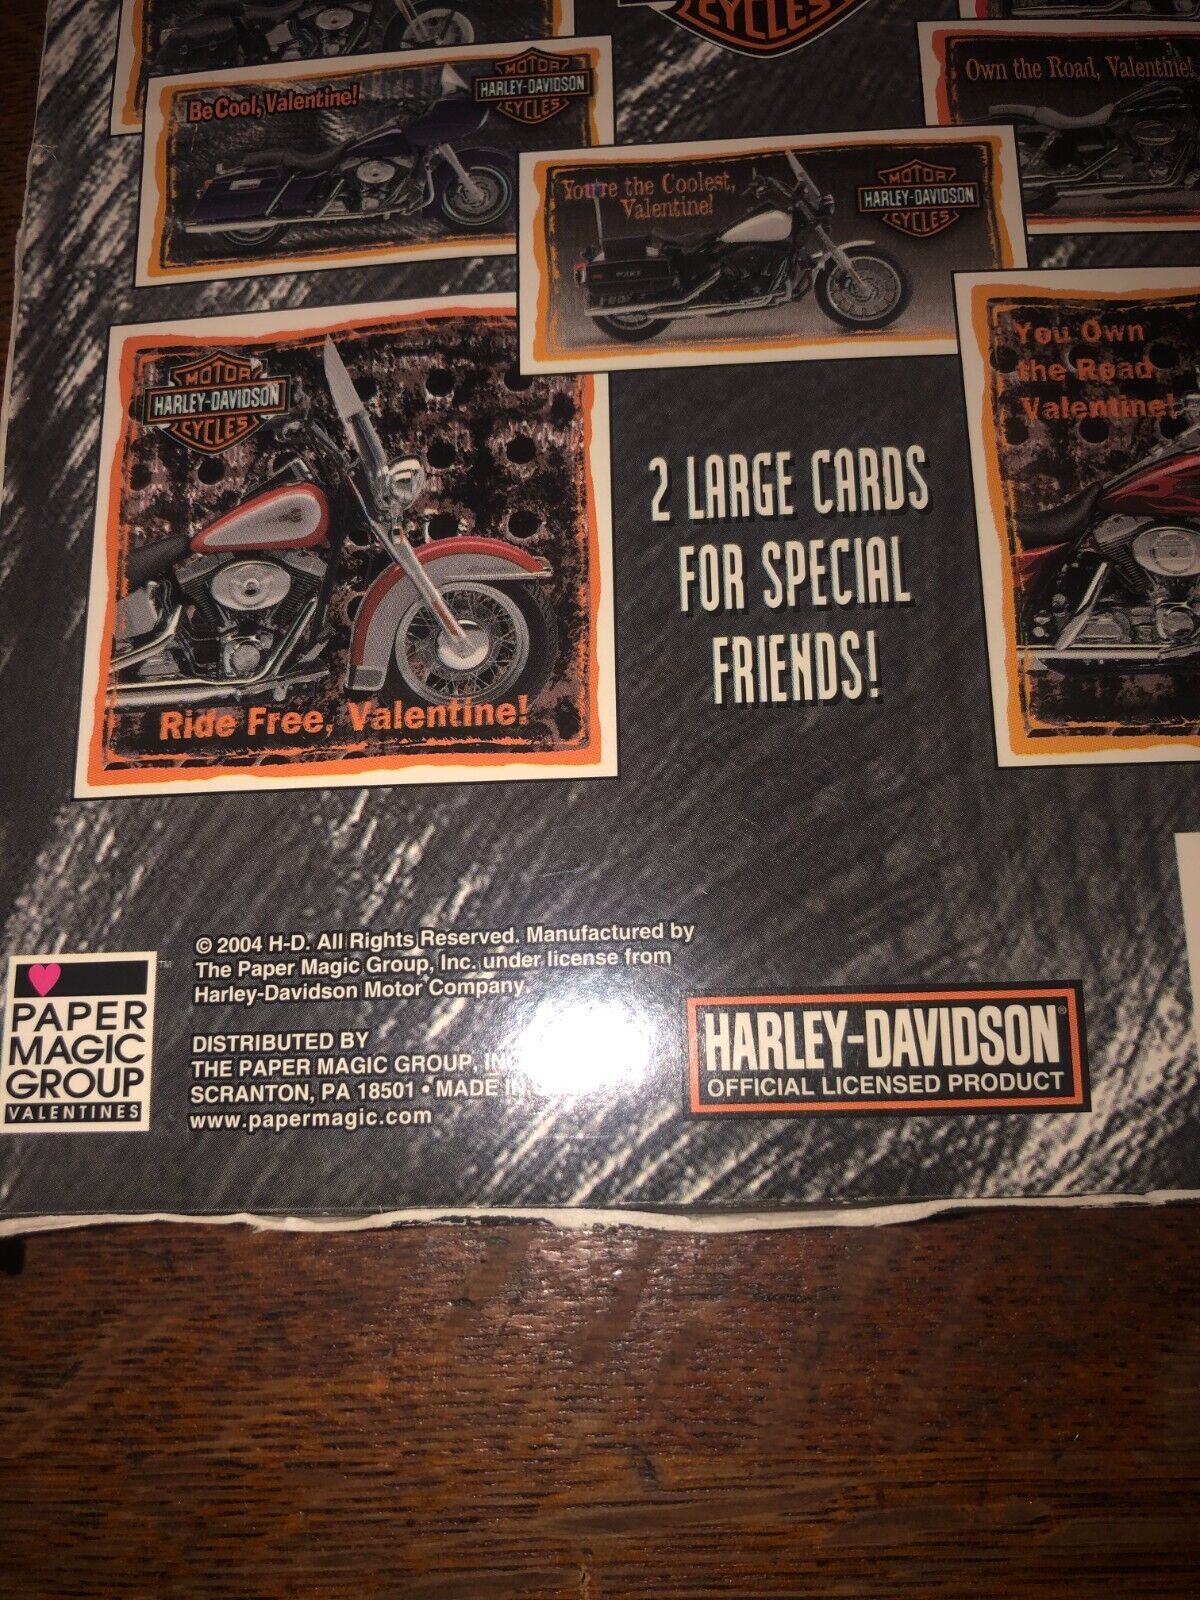 CYCLES
Be Cool, Valentine!
MOTOR
HARLEY-DAVIDSON
CYCLES
Own the Road, Valentine!
You're the Coolest,
Valentine!
MOTOR
HARLEY-DAVIDSON
CYCLES
POLICE
MOTOR
HARLEY-DAVIDSON
CYCLES
Ride Free, Valentine!
You Own
the Road
Valentine!
2 LARGE CARDS
FOR SPECIAL
FRIENDS!
PAPER
MAGIC
GROUP
VALENTINES
™
© 2004 H-D. All Rights Reserved. Manufactured by
The Paper Magic Group, Inc. under license from
Harley-Davidson Motor Company.
DISTRIBUTED BY
THE PAPER MAGIC GROUP,
SCRANTON, PA 18501 • MADE IN
www.papermagic.com
HARLEY-DAVIDSON®
OFFICIAL LICENSED PRODUCT